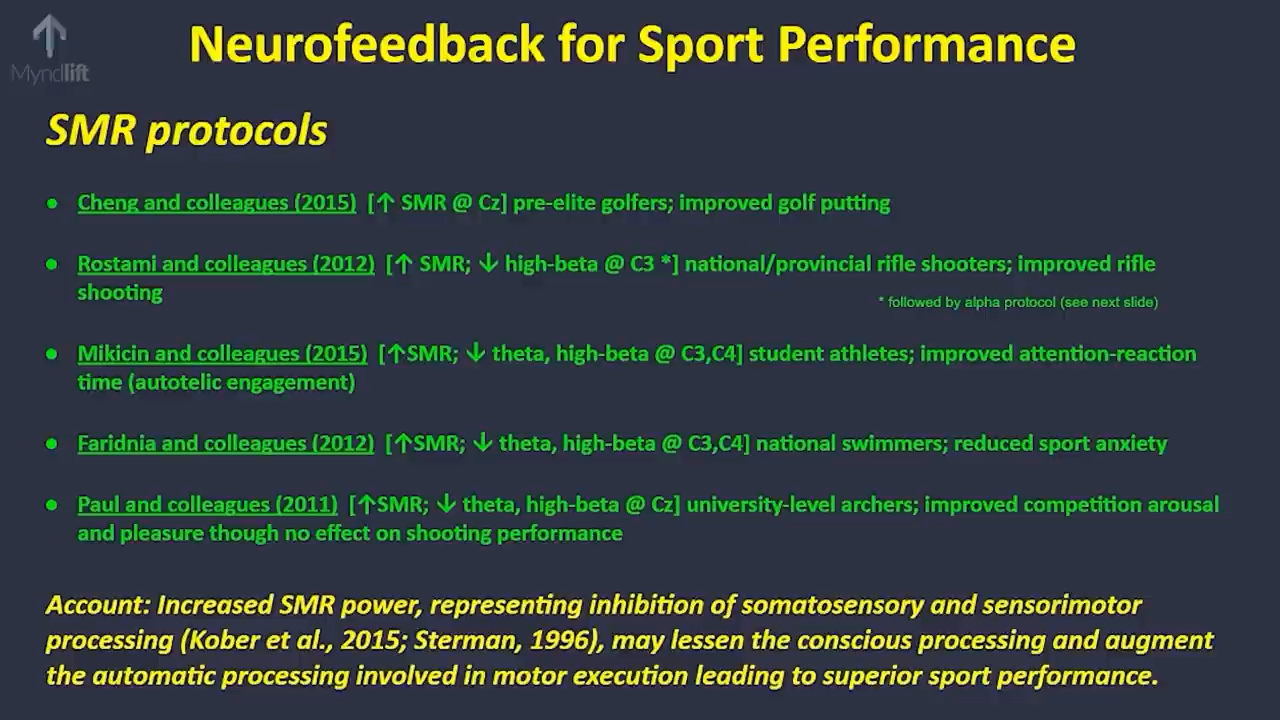 Myndlift
Neurofeedback for Sport Performance
SMR protocols
● Cheng and colleagues (2015) [↑ SMR @ Cz] pre-elite golfers; improved golf putting
● Rostami and colleagues (2012) [↑ SMR; ↓ high-beta @ C3 *] national/provincial rifle shooters; improved rifle
shooting
* followed by alpha protocol (see next slide)
● Mikicin and colleagues (2015) [↑SMR; ↓ theta, high-beta @ C3,C4] student athletes; improved attention-reaction
time (autotelic engagement)
● Faridnia and colleagues (2012) [↑SMR; ↓ theta, high-beta @ C3,C4] national swimmers; reduced sport anxiety
● Paul and colleagues (2011) [↑SMR; ↓ theta, high-beta @ Cz] university-level archers; improved competition arousal
and pleasure though no effect on shooting performance
Account: Increased SMR power, representing inhibition of somatosensory and sensorimotor
processing (Kober et al., 2015; Sterman, 1996), may lessen the conscious processing and augment
the automatic processing involved in motor execution leading to superior sport performance.